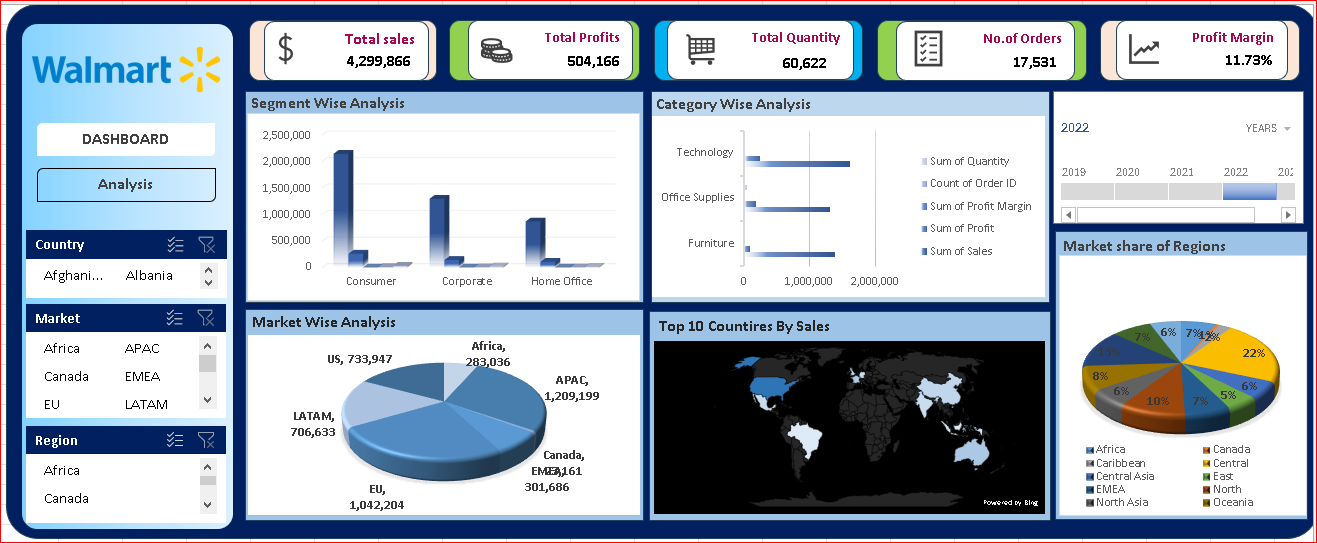 Walmart
DASHBOARD
Analysis
Country
Afghani...
Albania
Market
Africa
APAC
Canada
EMEA
EU
LATAM
Region
Africa
Canada
$
Total sales
4,299,866
Total Profits
504,166
Total Quantity
60,622
No.of Orders
17,531
Profit Margin
11.73%
Segment Wise Analysis
2,500,000
2,000,000
1,500,000
1,000,000
500,000
0
Consumer
Corporate
Home Office
Category Wise Analysis
Technology
Office Supplies
Furniture
0
1,000,000
2,000,000
Sum of Quantity
Count of Order ID
Sum of Profit Margin
Sum of Profit
Sum of Sales
2022
YEARS
2019
2020
2021
2022
202
Market Wise Analysis
US, 733,947
Africa,
283,036
APAC,
1,209,199
LATAM,
706,633
Canada,
EMEA,
301,686
EU,
1,042,204
Top 10 Countires By Sales
Powered by Bing
Market share of Regions
6%
7%
1%
2%
22%
6%
5%
7%
10%
6%
8%
7%
Africa
Canada
Caribbean
Central
Central Asia
East
EMEA
North
North Asia
Oceania